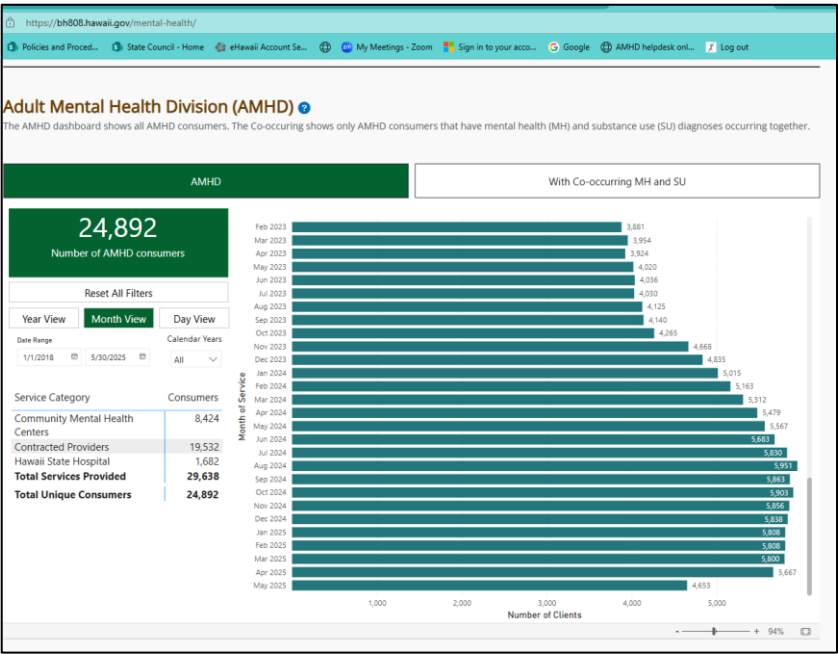 https://bh808.hawaii.gov/mental-health/
Policies and Proced... State Council - Home eHawaii Account Se... My Meetings - Zoom Sign in to your acco... Google AMHD helpdesk onl... Log out
Adult Mental Health Division (AMHD) ?
The AMHD dashboard shows all AMHD consumers. The Co-occuring shows only AMHD consumers that have mental health (MH) and substance use (SU) diagnoses occurring together.
AMHD
With Co-occurring MH and SU
24,892
Number of AMHD consumers
Reset All Filters
Year View Month View Day View
Date Range Calendar Years
1/1/2018 5/30/2025 All
Service Category Consumers
Community Mental Health 8,424
Centers
Contracted Providers 19,532
Hawaii State Hospital 1,682
Total Services Provided 29,638
Total Unique Consumers 24,892
Month of Service
Feb 2023 3,881
Mar 2023 3,954
Apr 2023 3,924
May 2023 4,020
Jun 2023 4,036
Jul 2023 4,030
Aug 2023 4,125
Sep 2023 4,140
Oct 2023 4,265
Nov 2023 4,668
Dec 2023 4,835
Jan 2024 5,015
Feb 2024 5,163
Mar 2024 5,312
Apr 2024 5,479
May 2024 5,567
Jun 2024 5,683
Jul 2024 5,830
Aug 2024 5,951
Sep 2024 5,863
Oct 2024 5,903
Nov 2024 5,856
Dec 2024 5,838
Jan 2025 5,808
Feb 2025 5,808
Mar 2025 5,800
Apr 2025 5,667
May 2025 4,653
1,000 2,000 3,000 4,000 5,000
Number of Clients
- + 94%